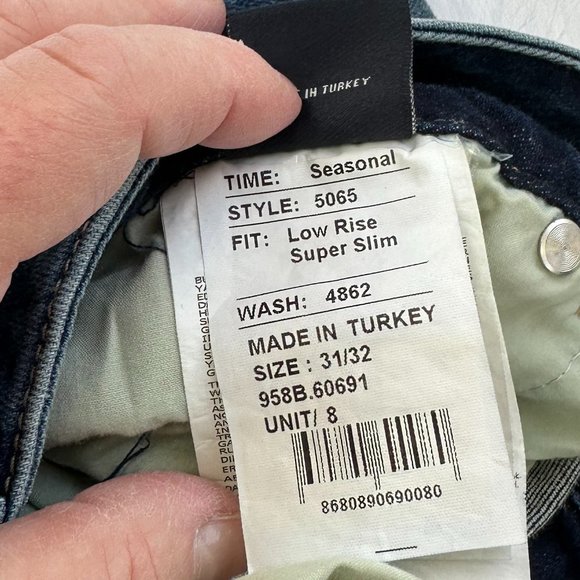 IN TURKEY
TIME: Seasonal
STYLE: 5065
FIT: Low Rise
Super Slim
WASH: 4862
MADE IN TURKEY
SIZE : 31/32
958B.60691
UNIT/ 8
8680890690080